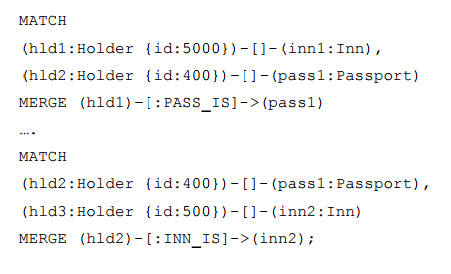 MATCH
(hld1:Holder {id:5000})-[]-(inn1:Inn),
(hld2:Holder {id:400})-[]-(pass1:Passport)
MERGE (hld1)-[:PASS_IS]->(pass1)
….
MATCH
(hld2:Holder {id:400})-[]-(pass1:Passport),
(hld3:Holder {id:500})-[]-(inn2:Inn)
MERGE (hld2)-[:INN_IS]->(inn2);